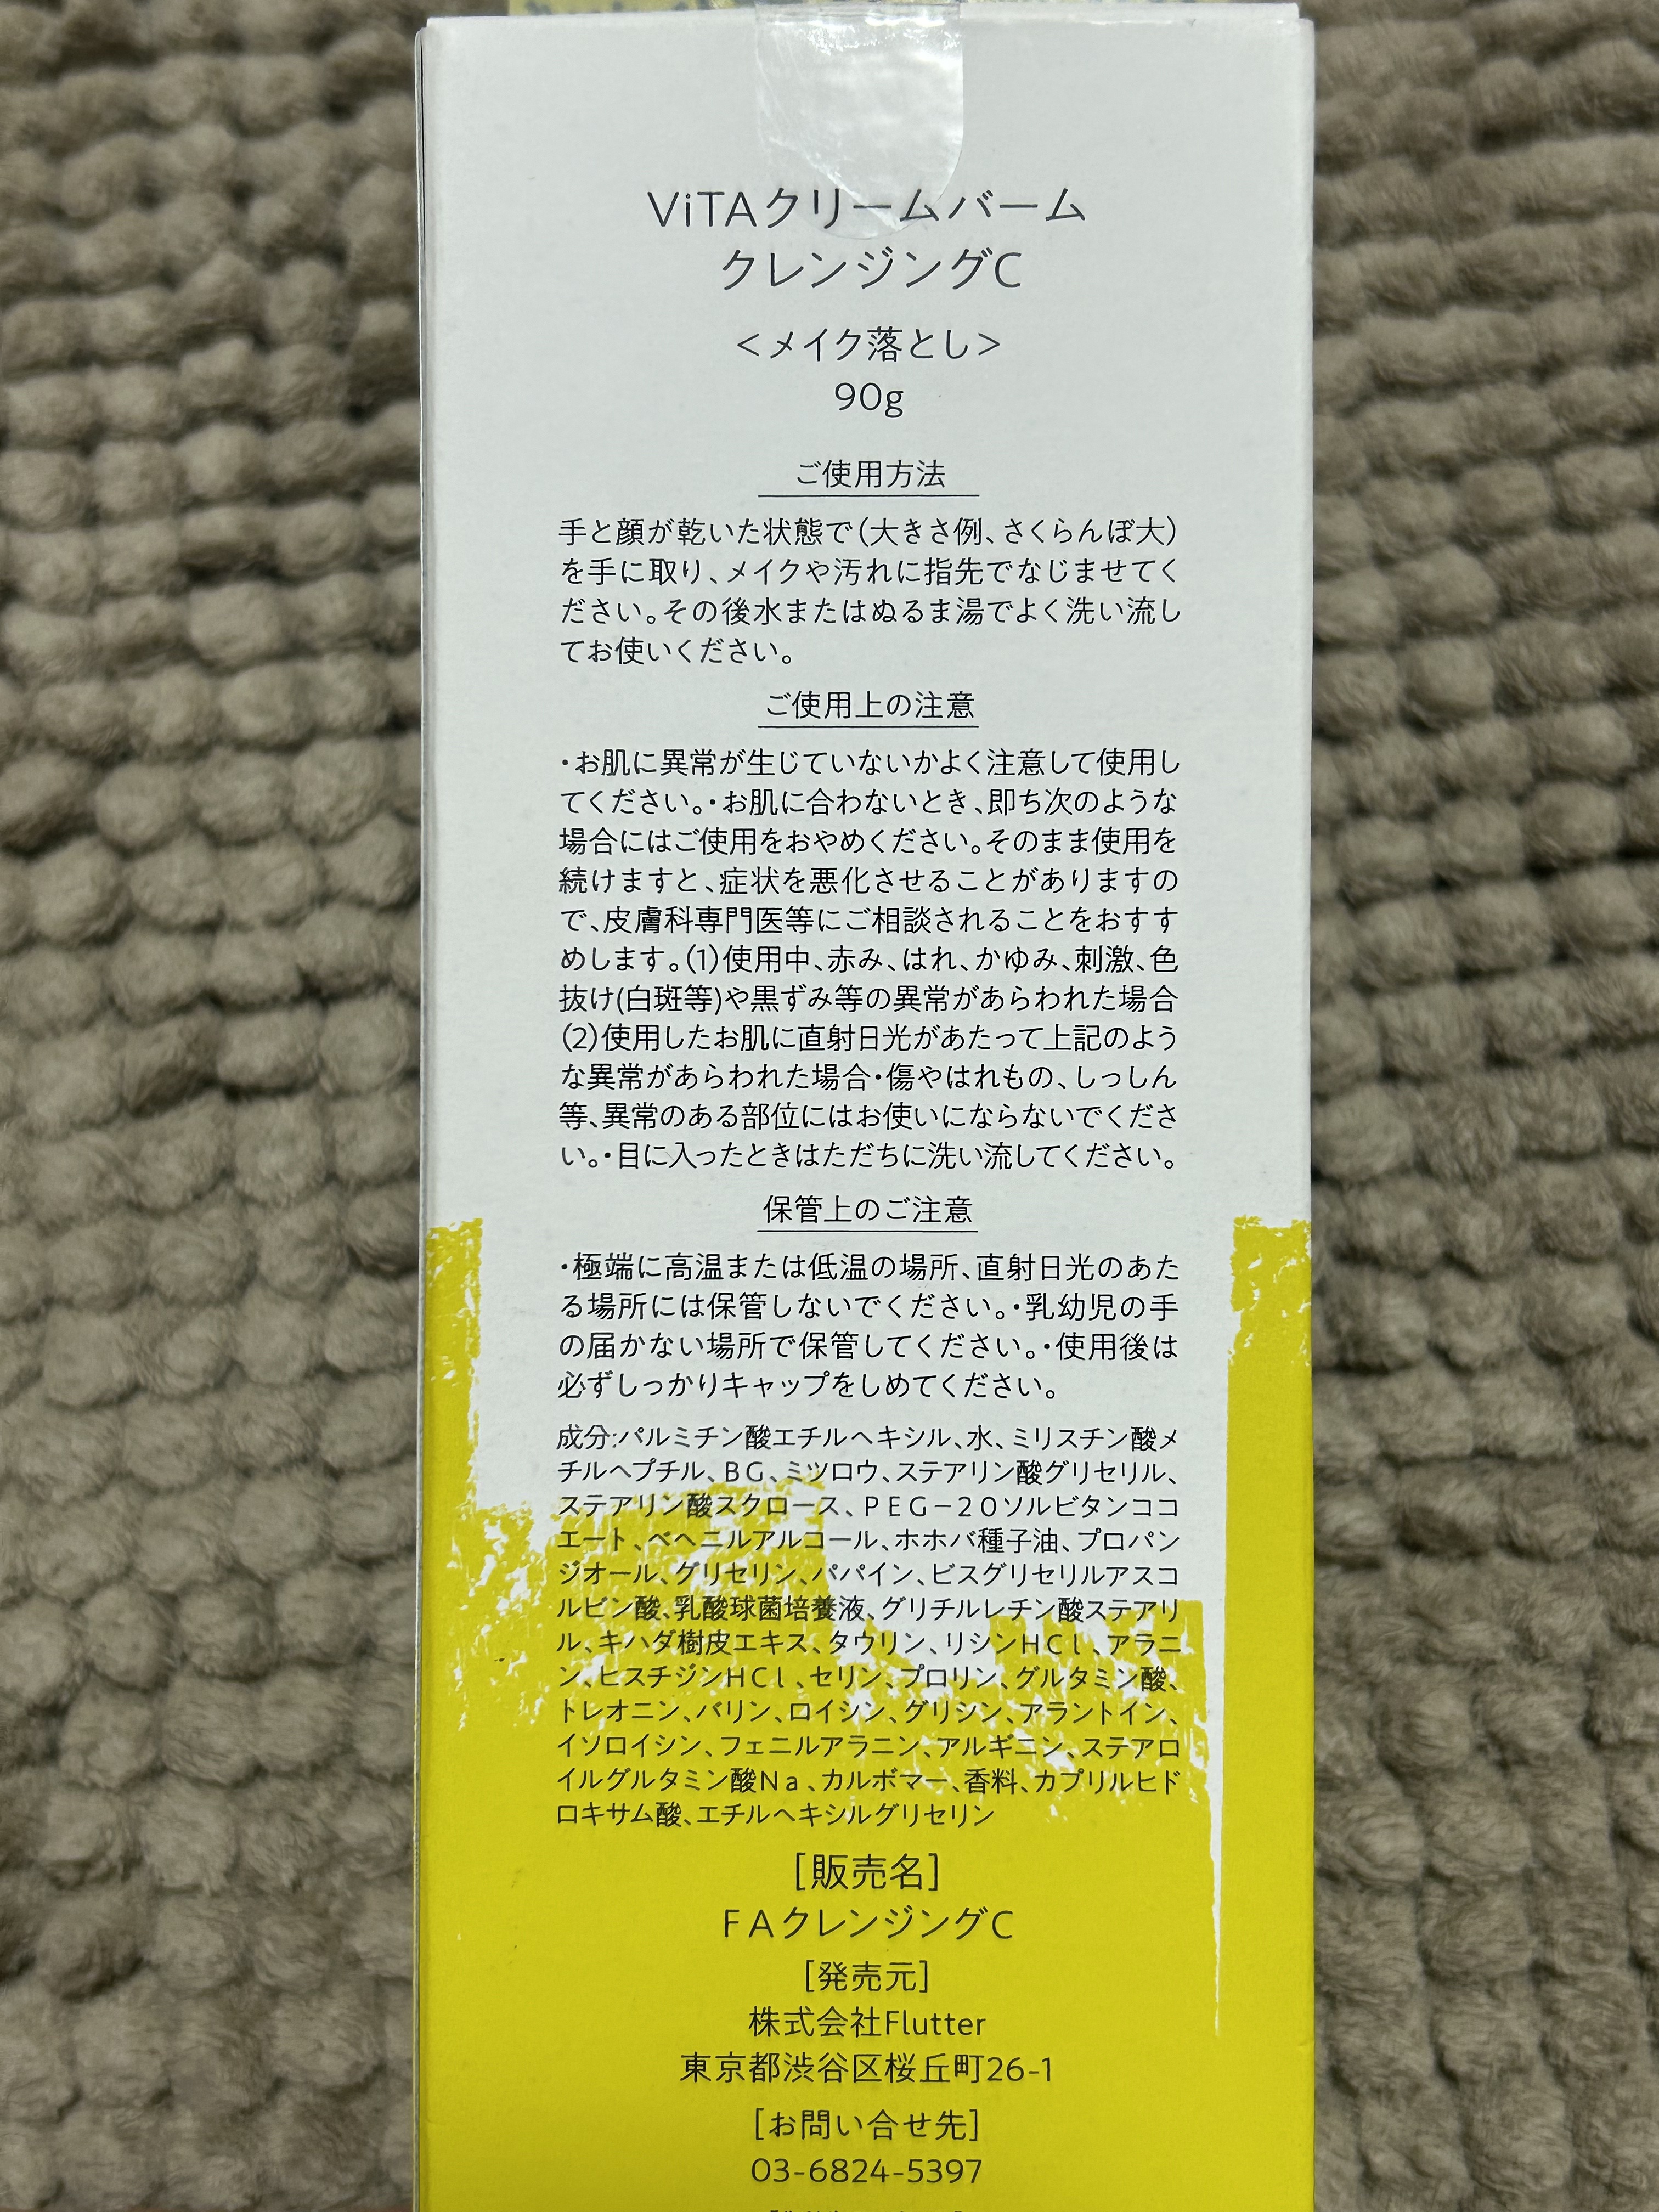 ViTAクリームバーム
クレンジングC
＜メイク落とし＞
90g
ご使用方法
手と顔が乾いた状態で(大きさ例、さくらんぼ大)
を手に取り、メイクや汚れに指先でなじませてく
ださい。その後水またはぬるま湯でよく洗い流し
てお使いください。
ご使用上の注意
・お肌に異常が生じていないかよく注意して使用し
てください。・お肌に合わないとき、即ち次のような
場合にはご使用をおやめください。そのまま使用を
続けますと、症状を悪化させることがありますの
で、皮膚科専門医等にご相談されることをおすす
めします。(1)使用中、赤み、はれ、かゆみ、刺激、色
抜け(白斑等)や黒ずみ等の異常があらわれた場合
(2)使用したお肌に直射日光があたって上記のよう
な異常があらわれた場合・傷やはれもの、しっしん
等、異常のある部位にはお使いにならないでくださ
い。・目に入ったときはただちに洗い流してください。
保管上のご注意
・極端に高温または低温の場所、直射日光のあた
る場所には保管しないでください。・乳幼児の手
の届かない場所で保管してください。・使用後は
必ずしっかりキャップをしめてください。
成分:パルミチン酸エチルヘキシル、水、ミリスチン酸メ
チルヘプチル、BG、ミツロウ、ステアリン酸グリセリル、
ステアリン酸スクロース、PEG－20ソルビタンココ
エート、ベヘニルアルコール、ホホバ種子油、プロパン
ジオール、グリセリン、パパイン、ビスグリセリルアスコ
ルビン酸、乳酸球菌培養液、グリチルレチン酸ステアリ
ル、キハダ樹皮エキス、タウリン、リシンHCl、アラニ
ン、ヒスチジンHCl、セリン、プロリン、グルタミン酸、
トレオニン、バリン、ロイシン、グリシン、アラントイン、
イソロイシン、フェニルアラニン、アルギニン、ステアロ
イルグルタミン酸Na、カルボマー、香料、カプリルヒド
ロキサム酸、エチルヘキシルグリセリン
[販売名]
FAクレンジングC
[発売元]
株式会社Flutter
東京都渋谷区桜丘町26-1
[お問い合せ先]
03-6824-5397